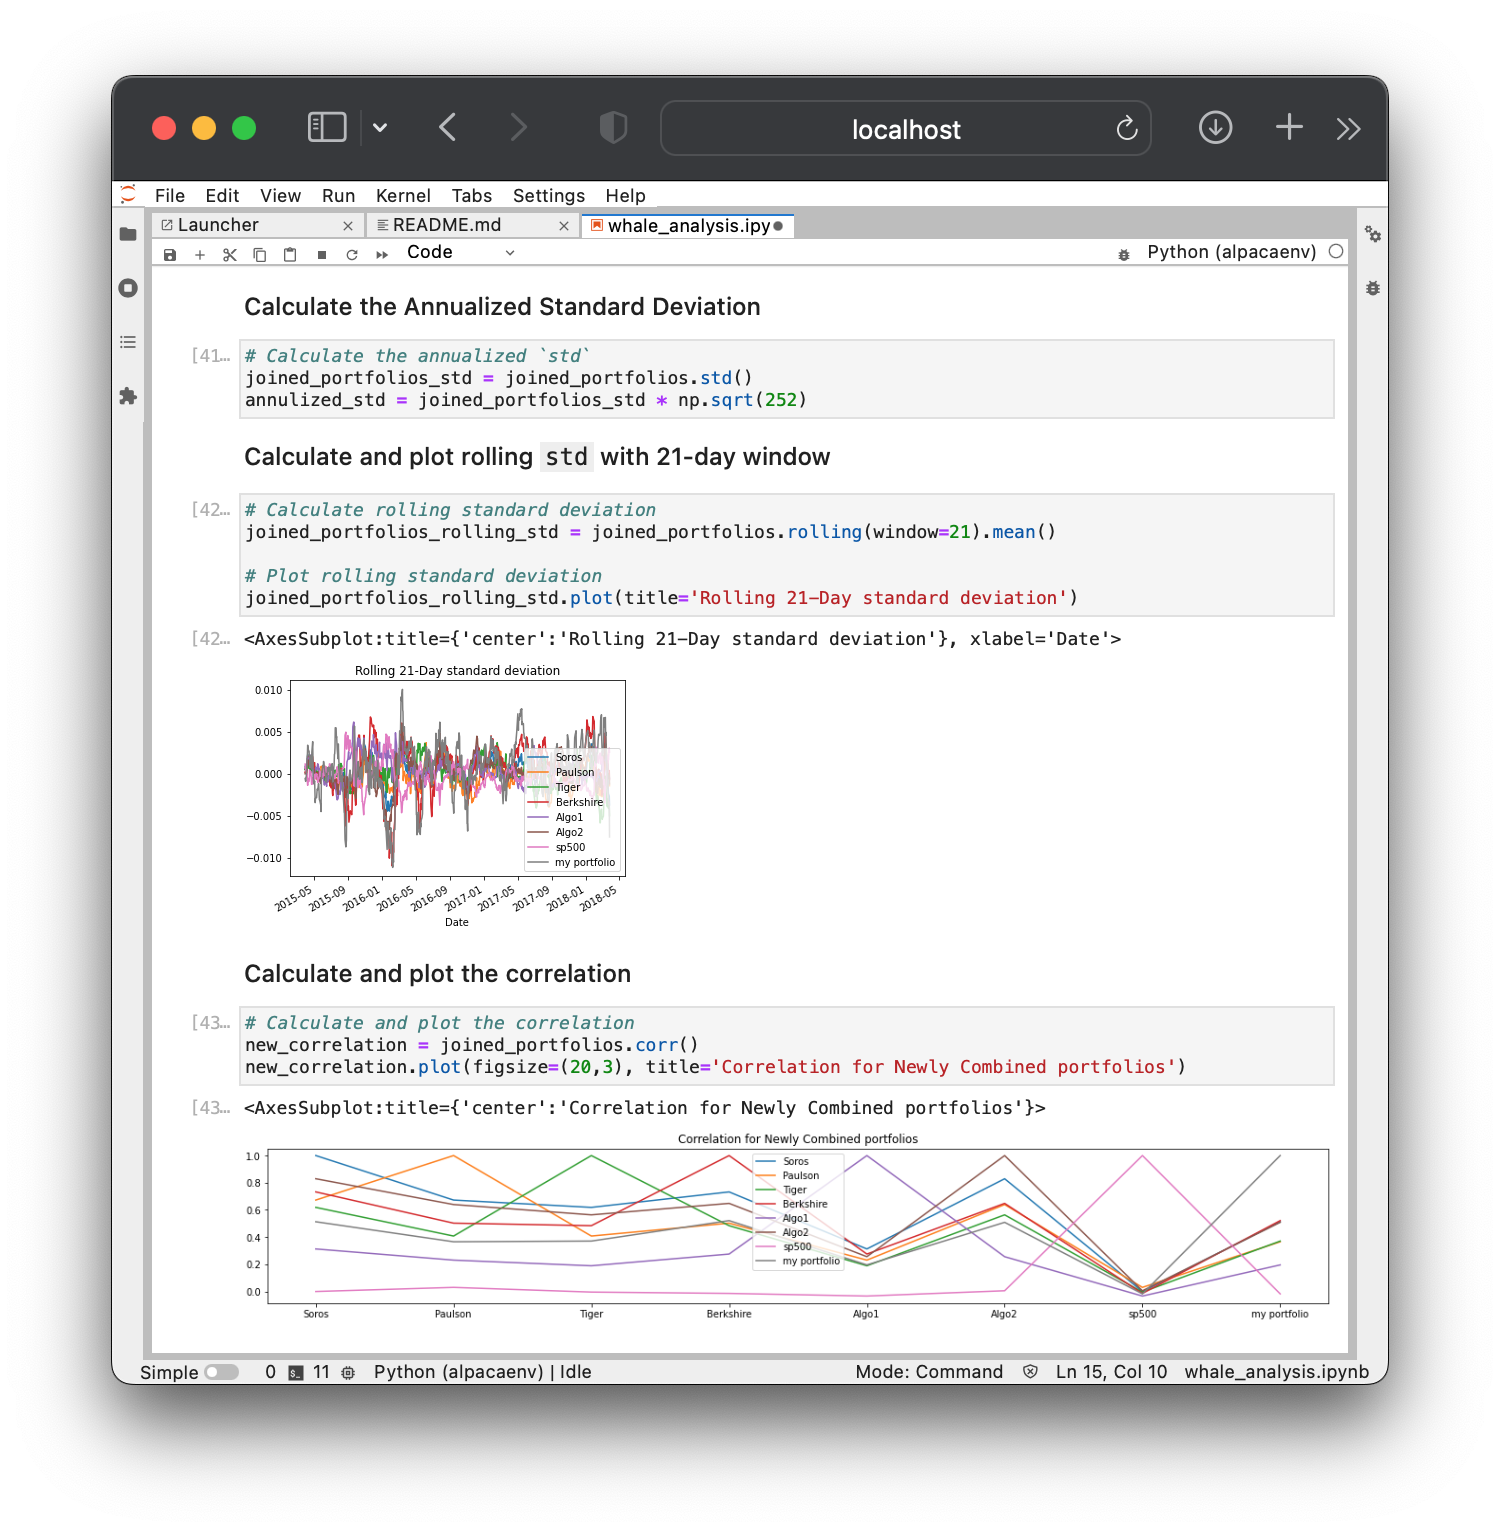 localhost
File Edit View Run Kernel Tabs Settings Help
Launcher README.md whale_analysis.ipy
Code Python (alpacaenv)
Calculate the Annualized Standard Deviation
[41… # Calculate the annualized `std`
joined_portfolios_std = joined_portfolios.std()
annulized_std = joined_portfolios_std * np.sqrt(252)
Calculate and plot rolling std with 21-day window
[42… # Calculate rolling standard deviation
joined_portfolios_rolling_std = joined_portfolios.rolling(window=21).mean()
# Plot rolling standard deviation
joined_portfolios_rolling_std.plot(title='Rolling 21-Day standard deviation')
[42… <AxesSubplot:title={'center':'Rolling 21-Day standard deviation'}, xlabel='Date'>
Rolling 21-Day standard deviation
0.010
0.005
0.000
−0.005
−0.010
Soros
Paulson
Tiger
Berkshire
Algo1
Algo2
sp500
my portfolio
2015-05 2015-09 2016-01 2016-05 2016-09 2017-01 2017-05 2017-09 2018-01 2018-05
Date
Calculate and plot the correlation
[43… # Calculate and plot the correlation
new_correlation = joined_portfolios.corr()
new_correlation.plot(figsize=(20,3), title='Correlation for Newly Combined portfolios')
[43… <AxesSubplot:title={'center':'Correlation for Newly Combined portfolios'}>
Correlation for Newly Combined portfolios
1.0
0.8
0.6
0.4
0.2
0.0
Soros
Paulson
Tiger
Berkshire
Algo1
Algo2
sp500
my portfolio
Soros Paulson Tiger Berkshire Algo1 Algo2 sp500 my portfolio
Simple 0 $_ 11 Python (alpacaenv) | Idle Mode: Command Ln 15, Col 10 whale_analysis.ipynb